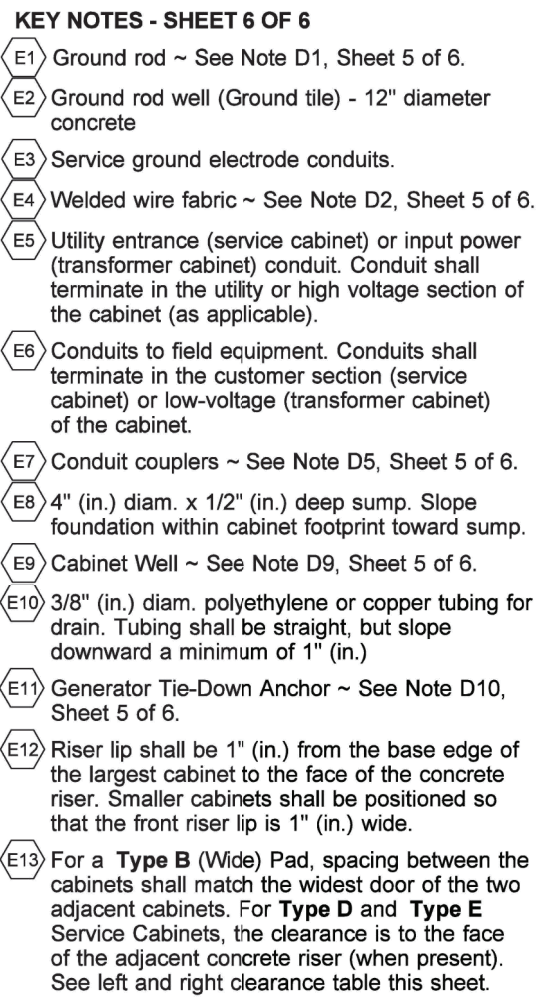 KEY NOTES - SHEET 6 OF 6
E1 Ground rod ~ See Note D1, Sheet 5 of 6.
E2 Ground rod well (Ground tile) - 12" diameter
concrete
E3 Service ground electrode conduits.
E4 Welded wire fabric ~ See Note D2, Sheet 5 of 6.
E5 Utility entrance (service cabinet) or input power
(transformer cabinet) conduit. Conduit shall
terminate in the utility or high voltage section of
the cabinet (as applicable).
E6 Conduits to field equipment. Conduits shall
terminate in the customer section (service
cabinet) or low-voltage (transformer cabinet)
of the cabinet.
E7 Conduit couplers ~ See Note D5, Sheet 5 of 6.
E8 4" (in.) diam. x 1/2" (in.) deep sump. Slope
foundation within cabinet footprint toward sump.
E9 Cabinet Well ~ See Note D9, Sheet 5 of 6.
E10 3/8" (in.) diam. polyethylene or copper tubing for
drain. Tubing shall be straight, but slope
downward a minimum of 1" (in.)
E11 Generator Tie-Down Anchor ~ See Note D10,
Sheet 5 of 6.
E12 Riser lip shall be 1" (in.) from the base edge of
the largest cabinet to the face of the concrete
riser. Smaller cabinets shall be positioned so
that the front riser lip is 1" (in.) wide.
E13 For a Type B (Wide) Pad, spacing between the
cabinets shall match the widest door of the two
adjacent cabinets. For Type D and Type E
Service Cabinets, the clearance is to the face
of the adjacent concrete riser (when present).
See left and right clearance table this sheet.